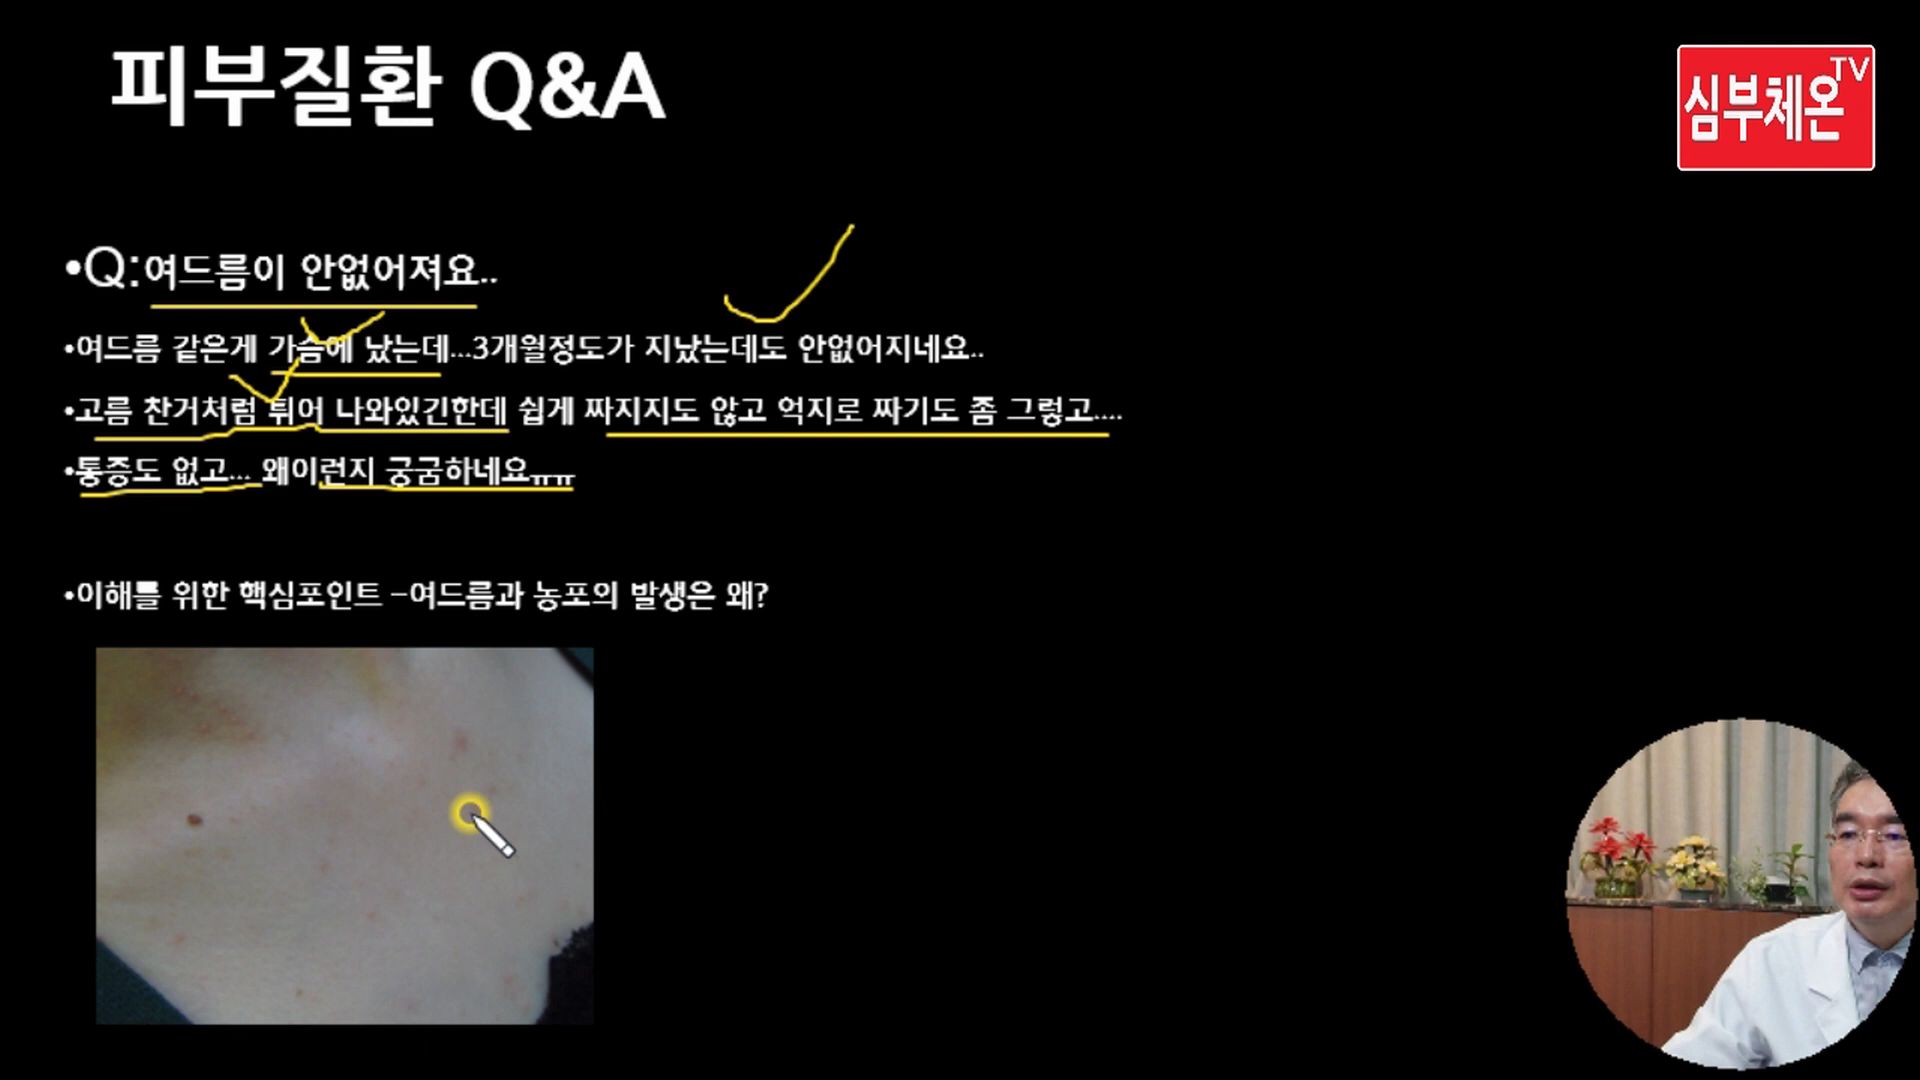 피부질환 Q&A
심부체온TV
•Q:여드름이 안없어져요..
•여드름 같은게 가슴에 났는데...3개월정도가 지났는데도 안없어지네요..
•고름 찬거처럼 튀어 나와있긴한데 쉽게 짜지지도 않고 억지로 짜기도 좀 그렇고....
•통증도 없고... 왜이런지 궁굼하네요ㅠㅠ
•이해를 위한 핵심포인트 –여드름과 농포의 발생은 왜?